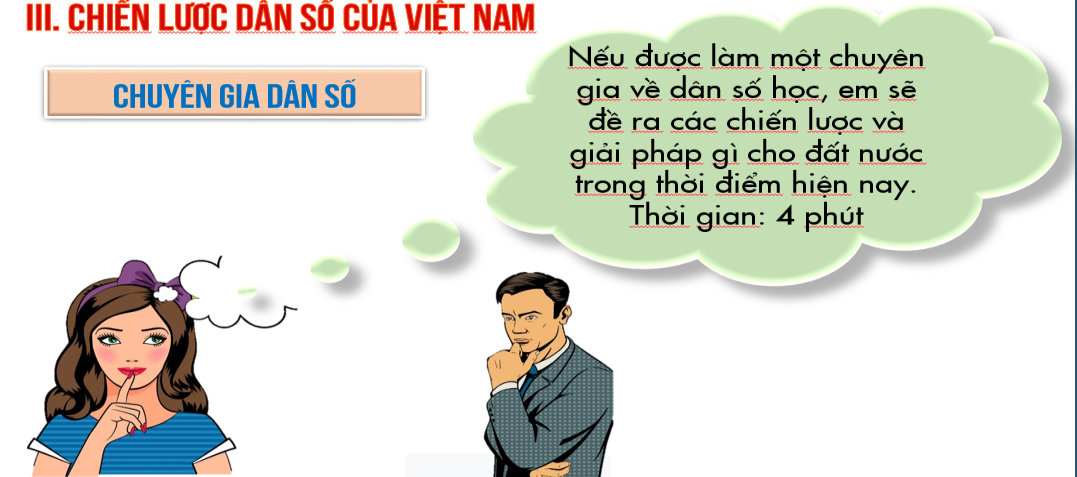 III. CHIẾN LƯỢC DÂN SỐ CỦA VIỆT NAM
CHUYÊN GIA DÂN SỐ
Nếu được làm một chuyên
gia về dân số học, em sẽ
đề ra các chiến lược và
giải pháp gì cho đất nước
trong thời điểm hiện nay.
Thời gian: 4 phút